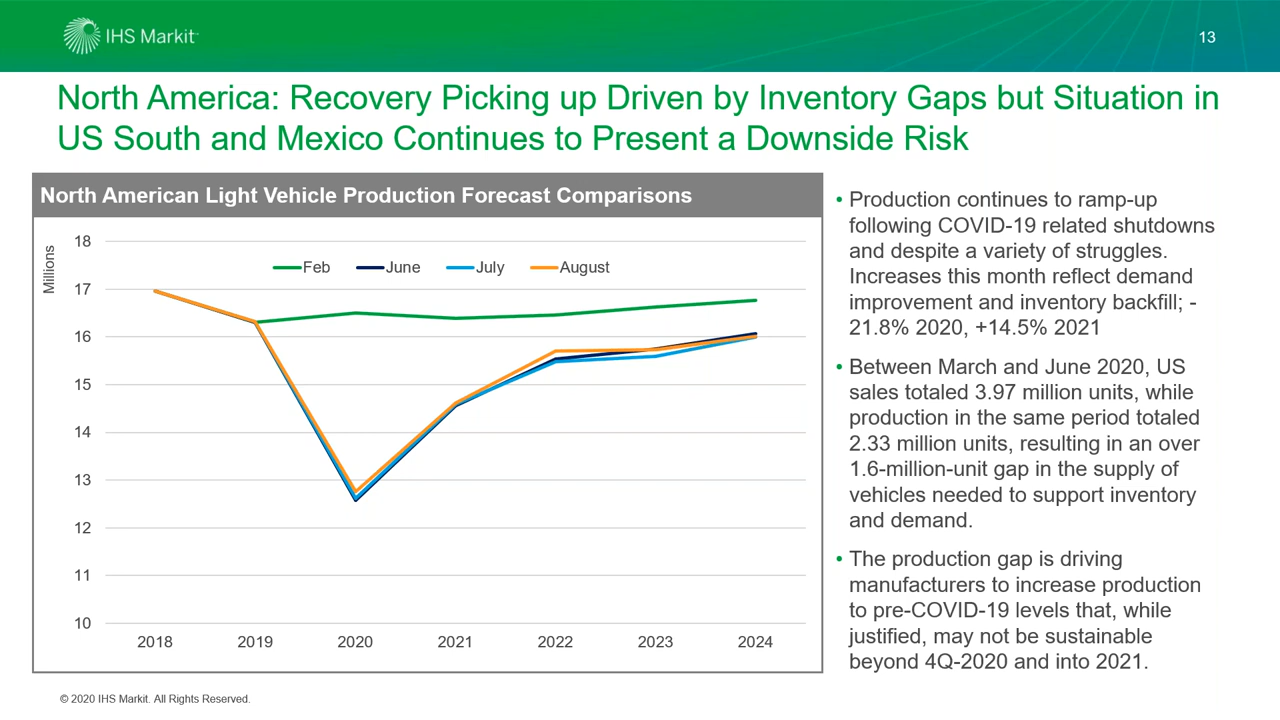 IHS Markit™
13
North America: Recovery Picking up Driven by Inventory Gaps but Situation in
US South and Mexico Continues to Present a Downside Risk
North American Light Vehicle Production Forecast Comparisons
Millions
18
17
16
15
14
13
12
11
10
Feb June July August
2018 2019 2020 2021 2022 2023 2024
• Production continues to ramp-up
following COVID-19 related shutdowns
and despite a variety of struggles.
Increases this month reflect demand
improvement and inventory backfill; -
21.8% 2020, +14.5% 2021
• Between March and June 2020, US
sales totaled 3.97 million units, while
production in the same period totaled
2.33 million units, resulting in an over
1.6-million-unit gap in the supply of
vehicles needed to support inventory
and demand.
• The production gap is driving
manufacturers to increase production
to pre-COVID-19 levels that, while
justified, may not be sustainable
beyond 4Q-2020 and into 2021.
© 2020 IHS Markit. All Rights Reserved.